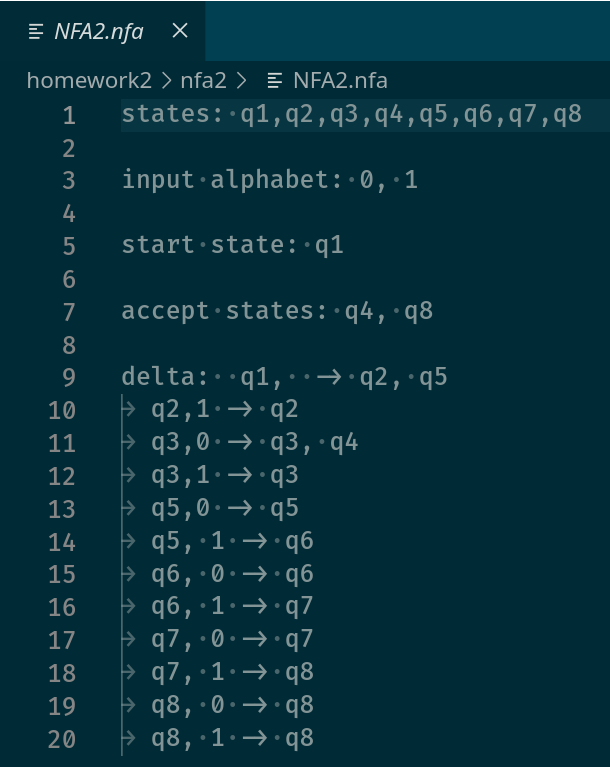 NFA2.nfa
homework2 > nfa2 > NFA2.nfa
1 states: q1,q2,q3,q4,q5,q6,q7,q8
2
3 input alphabet: 0, 1
4
5 start state: q1
6
7 accept states: q4, q8
8
9 delta:  q1,  -> q2, q5
10 q2,1 -> q2
11 q3,0 -> q3, q4
12 q3,1 -> q3
13 q5,0 -> q5
14 q5, 1 -> q6
15 q6, 0 -> q6
16 q6, 1 -> q7
17 q7, 0 -> q7
18 q7, 1 -> q8
19 q8, 0 -> q8
20 q8, 1 -> q8